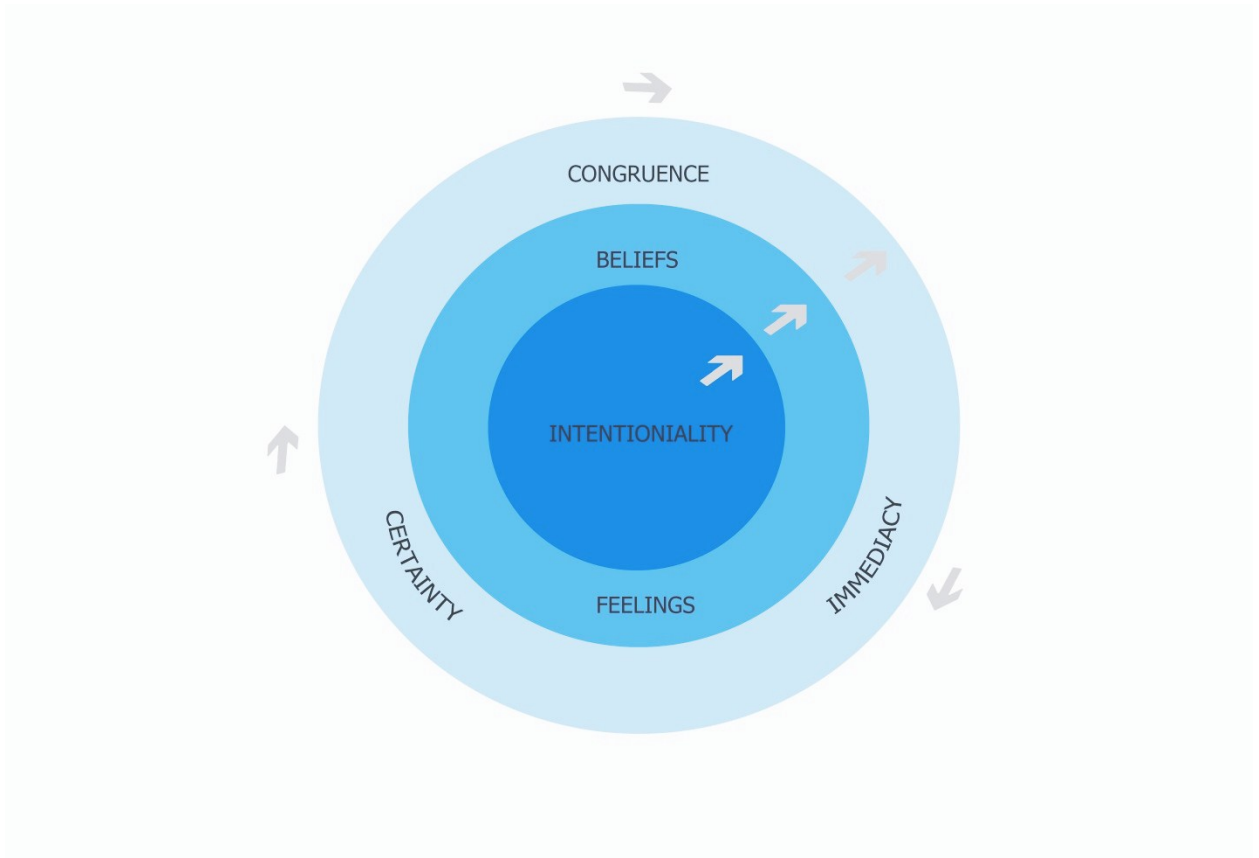 CONGRUENCE
BELIEFS
INTENTIONIALITY
CERTAINTY
IMMEDIACY
FEELINGS